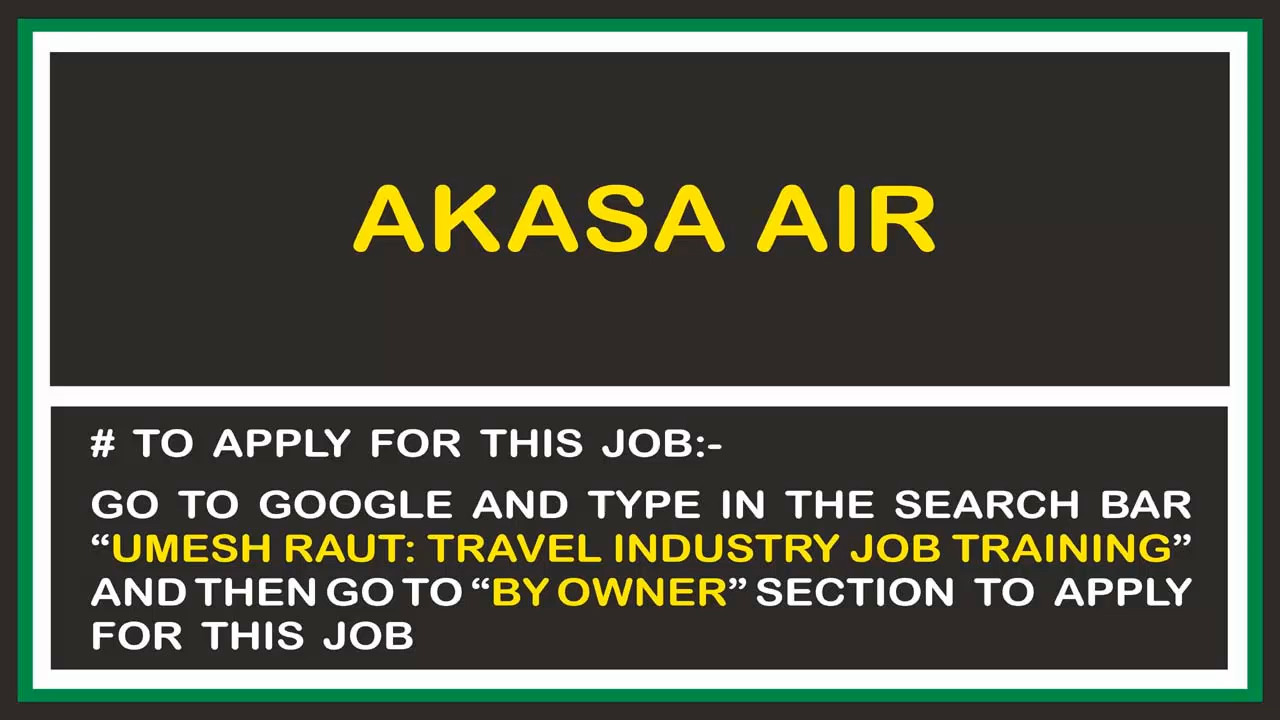 AKASA AIR
# TO APPLY FOR THIS JOB:-
GO TO GOOGLE AND TYPE IN THE SEARCH BAR
“UMESH RAUT: TRAVEL INDUSTRY JOB TRAINING”
AND THEN GO TO “BY OWNER” SECTION TO APPLY
FOR THIS JOB